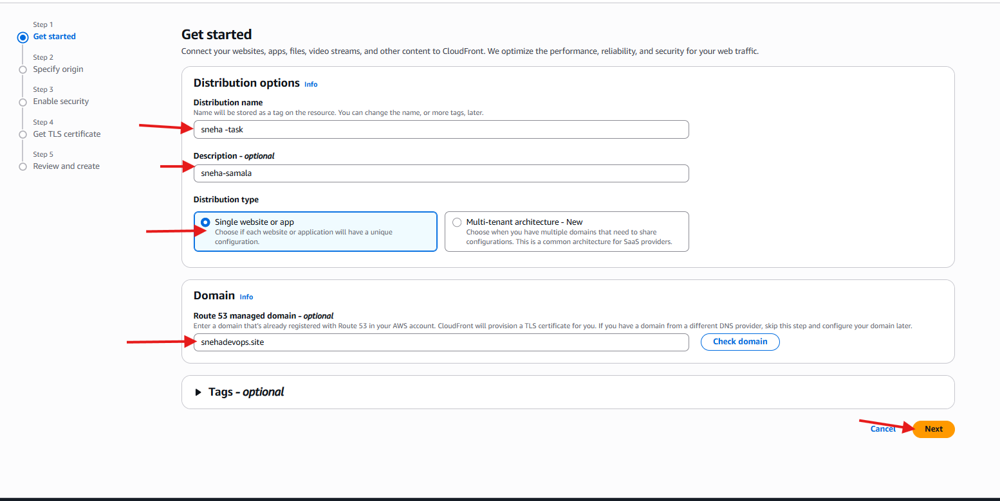 Step 1
Get started
Step 2
Specify origin
Step 3
Enable security
Step 4
Get TLS certificate
Step 5
Review and create
Get started
Connect your websites, apps, files, video streams, and other content to CloudFront. We optimize the performance, reliability, and security for your web traffic.
Distribution options Info
Distribution name
Name will be stored as a tag on the resource. You can change the name, or more tags, later.
sneha -task
Description - optional
sneha-samala
Distribution type
Single website or app
Choose if each website or application will have a unique
configuration.
Multi-tenant architecture - New
Choose when you have multiple domains that need to share
configurations. This is a common architecture for SaaS providers.
Domain Info
Route 53 managed domain - optional
Enter a domain that's already registered with Route 53 in your AWS account. CloudFront will provision a TLS certificate for you. If you have a domain from a different DNS provider, skip this step and configure your domain later.
snehadevops.site
Check domain
Tags - optional
Cancel
Next